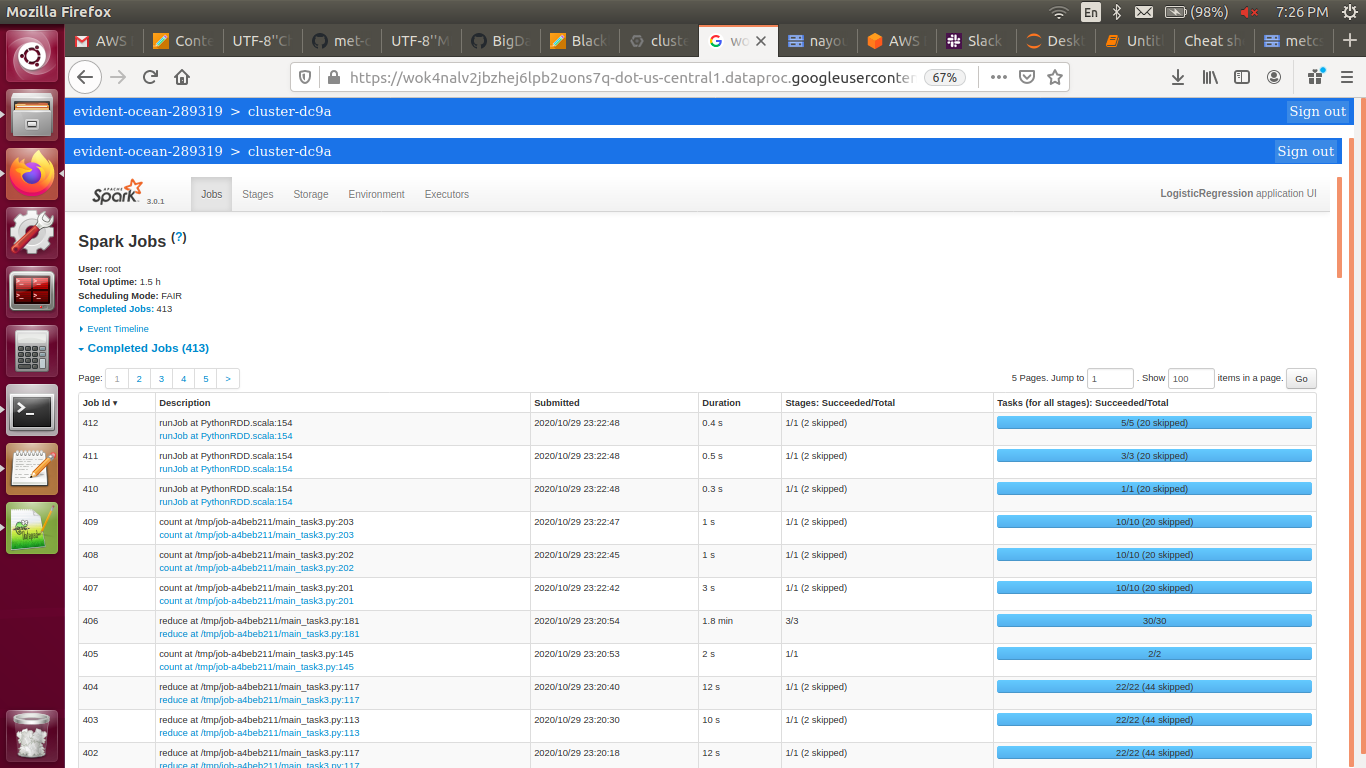 Mozilla Firefox En (98%) 7:26 PM
AWS Conte UTF-8''Cl met-c UTF-8''M BigDa Black cluste wo nayou AWS Slack Deskt Untit Cheat sh metcs
https://wok4nalv2jbzhej6lpb2uons7q-dot-us-central1.dataproc.googleuserconter 67%
evident-ocean-289319 > cluster-dc9a Sign out
evident-ocean-289319 > cluster-dc9a Sign out
APACHE Spark 3.0.1 Jobs Stages Storage Environment Executors LogisticRegression application UI
Spark Jobs (?)
User: root
Total Uptime: 1.5 h
Scheduling Mode: FAIR
Completed Jobs: 413
Event Timeline
Completed Jobs (413)
Page: 1 2 3 4 5 > 5 Pages. Jump to 1 . Show 100 items in a page. Go
Job Id ▾ Description Submitted Duration Stages: Succeeded/Total Tasks (for all stages): Succeeded/Total
412 runJob at PythonRDD.scala:154 2020/10/29 23:22:48 0.4 s 1/1 (2 skipped) 5/5 (20 skipped)
runJob at PythonRDD.scala:154
411 runJob at PythonRDD.scala:154 2020/10/29 23:22:48 0.5 s 1/1 (2 skipped) 3/3 (20 skipped)
runJob at PythonRDD.scala:154
410 runJob at PythonRDD.scala:154 2020/10/29 23:22:48 0.3 s 1/1 (2 skipped) 1/1 (20 skipped)
runJob at PythonRDD.scala:154
409 count at /tmp/job-a4beb211/main_task3.py:203 2020/10/29 23:22:47 1 s 1/1 (2 skipped) 10/10 (20 skipped)
count at /tmp/job-a4beb211/main_task3.py:203
408 count at /tmp/job-a4beb211/main_task3.py:202 2020/10/29 23:22:45 1 s 1/1 (2 skipped) 10/10 (20 skipped)
count at /tmp/job-a4beb211/main_task3.py:202
407 count at /tmp/job-a4beb211/main_task3.py:201 2020/10/29 23:22:42 3 s 1/1 (2 skipped) 10/10 (20 skipped)
count at /tmp/job-a4beb211/main_task3.py:201
406 reduce at /tmp/job-a4beb211/main_task3.py:181 2020/10/29 23:20:54 1.8 min 3/3 30/30
reduce at /tmp/job-a4beb211/main_task3.py:181
405 count at /tmp/job-a4beb211/main_task3.py:145 2020/10/29 23:20:53 2 s 1/1 2/2
count at /tmp/job-a4beb211/main_task3.py:145
404 reduce at /tmp/job-a4beb211/main_task3.py:117 2020/10/29 23:20:40 12 s 1/1 (2 skipped) 22/22 (44 skipped)
reduce at /tmp/job-a4beb211/main_task3.py:117
403 reduce at /tmp/job-a4beb211/main_task3.py:113 2020/10/29 23:20:30 10 s 1/1 (2 skipped) 22/22 (44 skipped)
reduce at /tmp/job-a4beb211/main_task3.py:113
402 reduce at /tmp/job-a4beb211/main_task3.py:117 2020/10/29 23:20:18 12 s 1/1 (2 skipped) 22/22 (44 skipped)
reduce at /tmp/job-a4beb211/main_task3.py:117